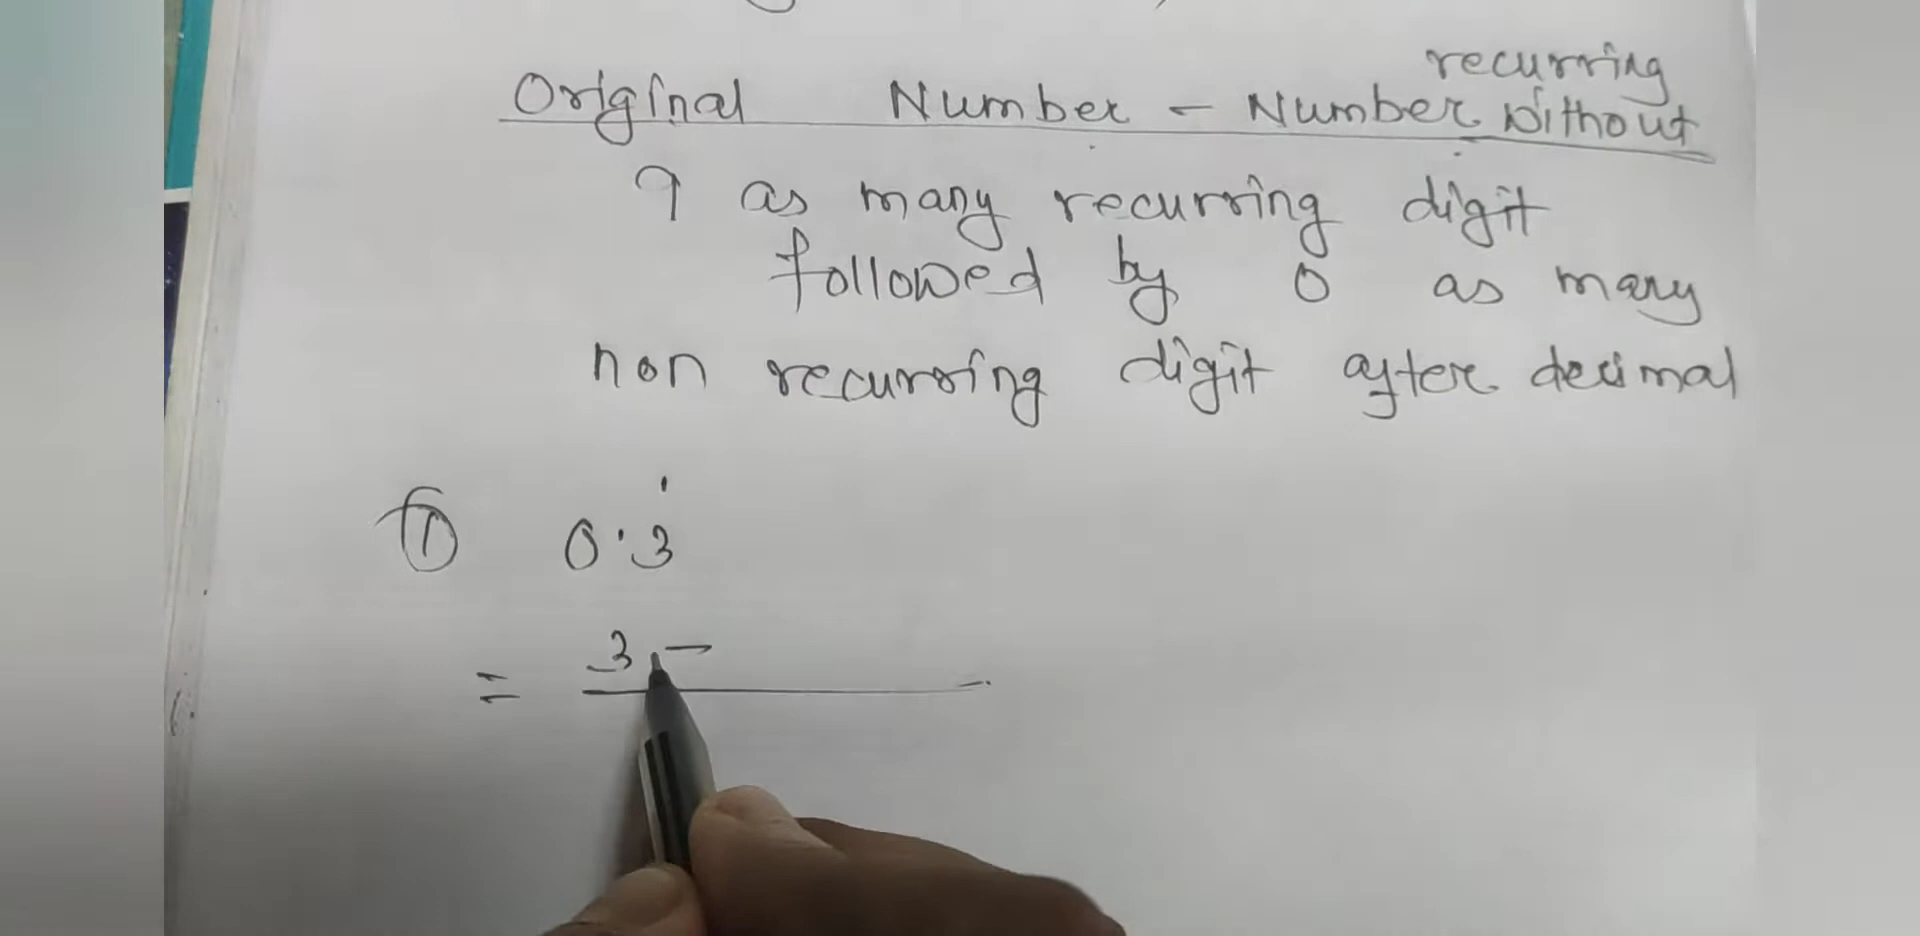 recurring
Original Number - Number Without
9 as many recurring digit
followed by 0 as many
non recurring digit after decimal
① 0.3̇
= 3 -